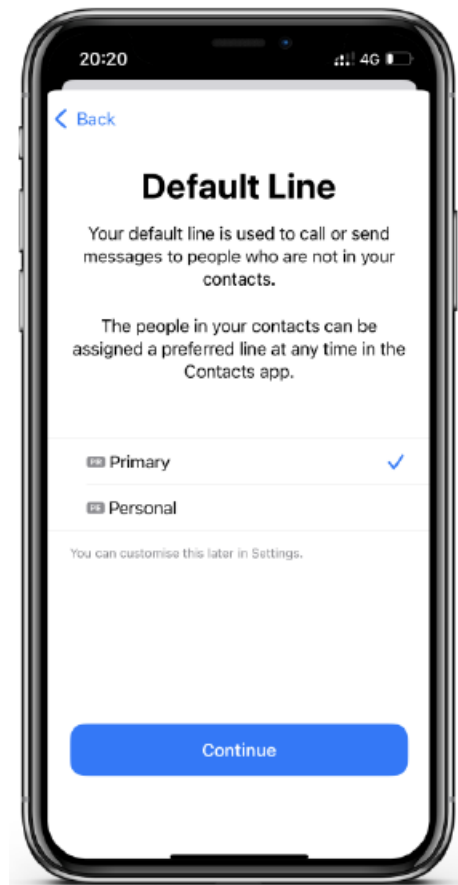 20:20
4G
Back
Default Line
Your default line is used to call or send
messages to people who are not in your
contacts.
The people in your contacts can be
assigned a preferred line at any time in the
Contacts app.
PR Primary
PE Personal
You can customise this later in Settings.
Continue